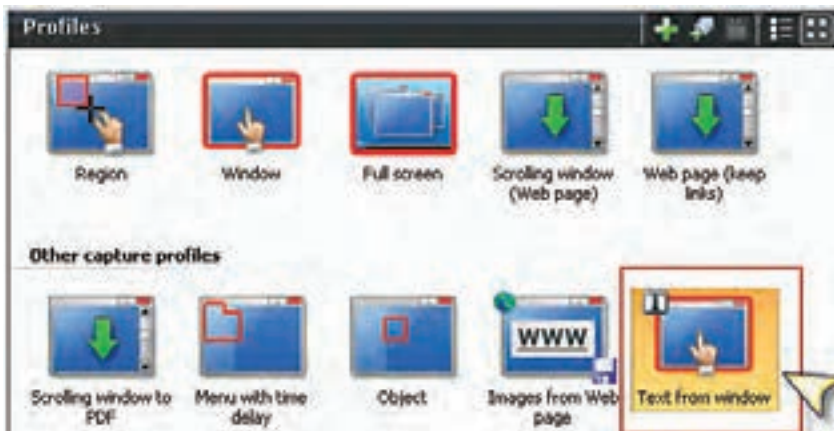 Profiles
Region
Window
Full screen
Scrolling window
(Web page)
Web page (keep
links)
Other capture profiles
Scrolling window to
PDF
Menu with time
delay
Object
WWW
Images from Web
page
Text from window